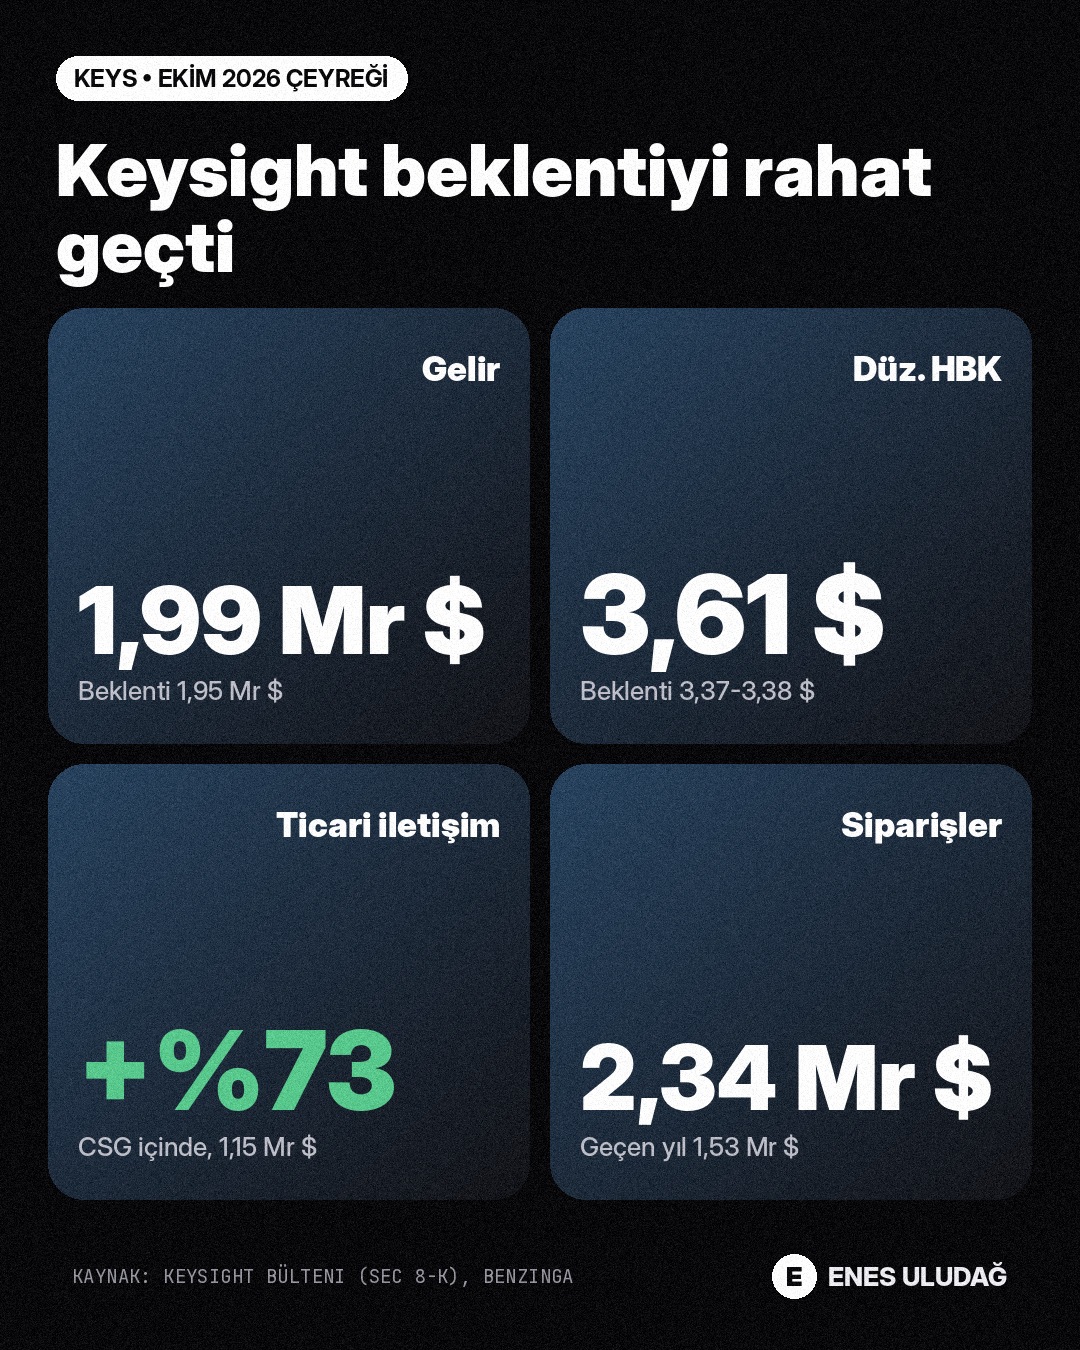 KEYS • EKİM 2026 ÇEYREĞİ
Keysight beklentiyi rahat
geçti
Gelir
1,99 Mr $
Beklenti 1,95 Mr $
Düz. HBK
3,61 $
Beklenti 3,37-3,38 $
Ticari iletişim
+%73
CSG içinde, 1,15 Mr $
Siparişler
2,34 Mr $
Geçen yıl 1,53 Mr $
KAYNAK: KEYSIGHT BÜLTENI (SEC 8-K), BENZINGA
E ENES ULUDAĞ